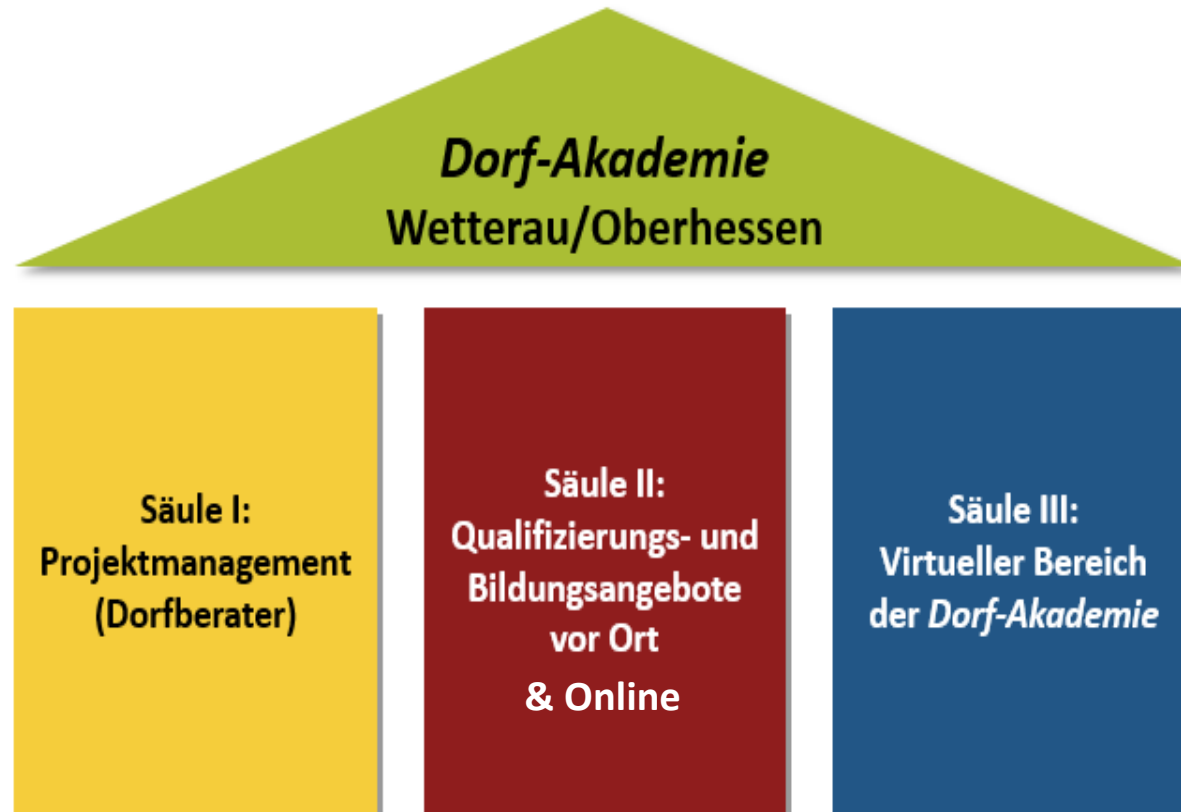 Dorf-Akademie
Wetterau/Oberhessen
Säule I:
Projektmanagement
(Dorfberater)
Säule II:
Qualifizierungs- und
Bildungsangebote
vor Ort
& Online
Säule III:
Virtueller Bereich
der Dorf-Akademie